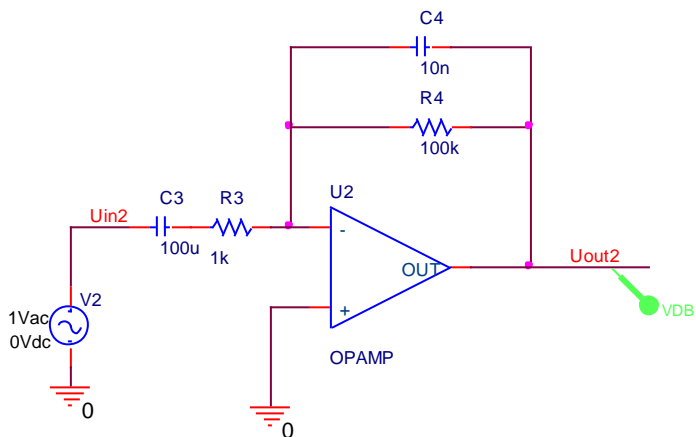 C4
10n
R4
100k
C3
R3
U2
Uin2
100u
1k
-
OUT
Uout2
V2
1Vac
0Vdc
+
VDB
OPAMP
0
0